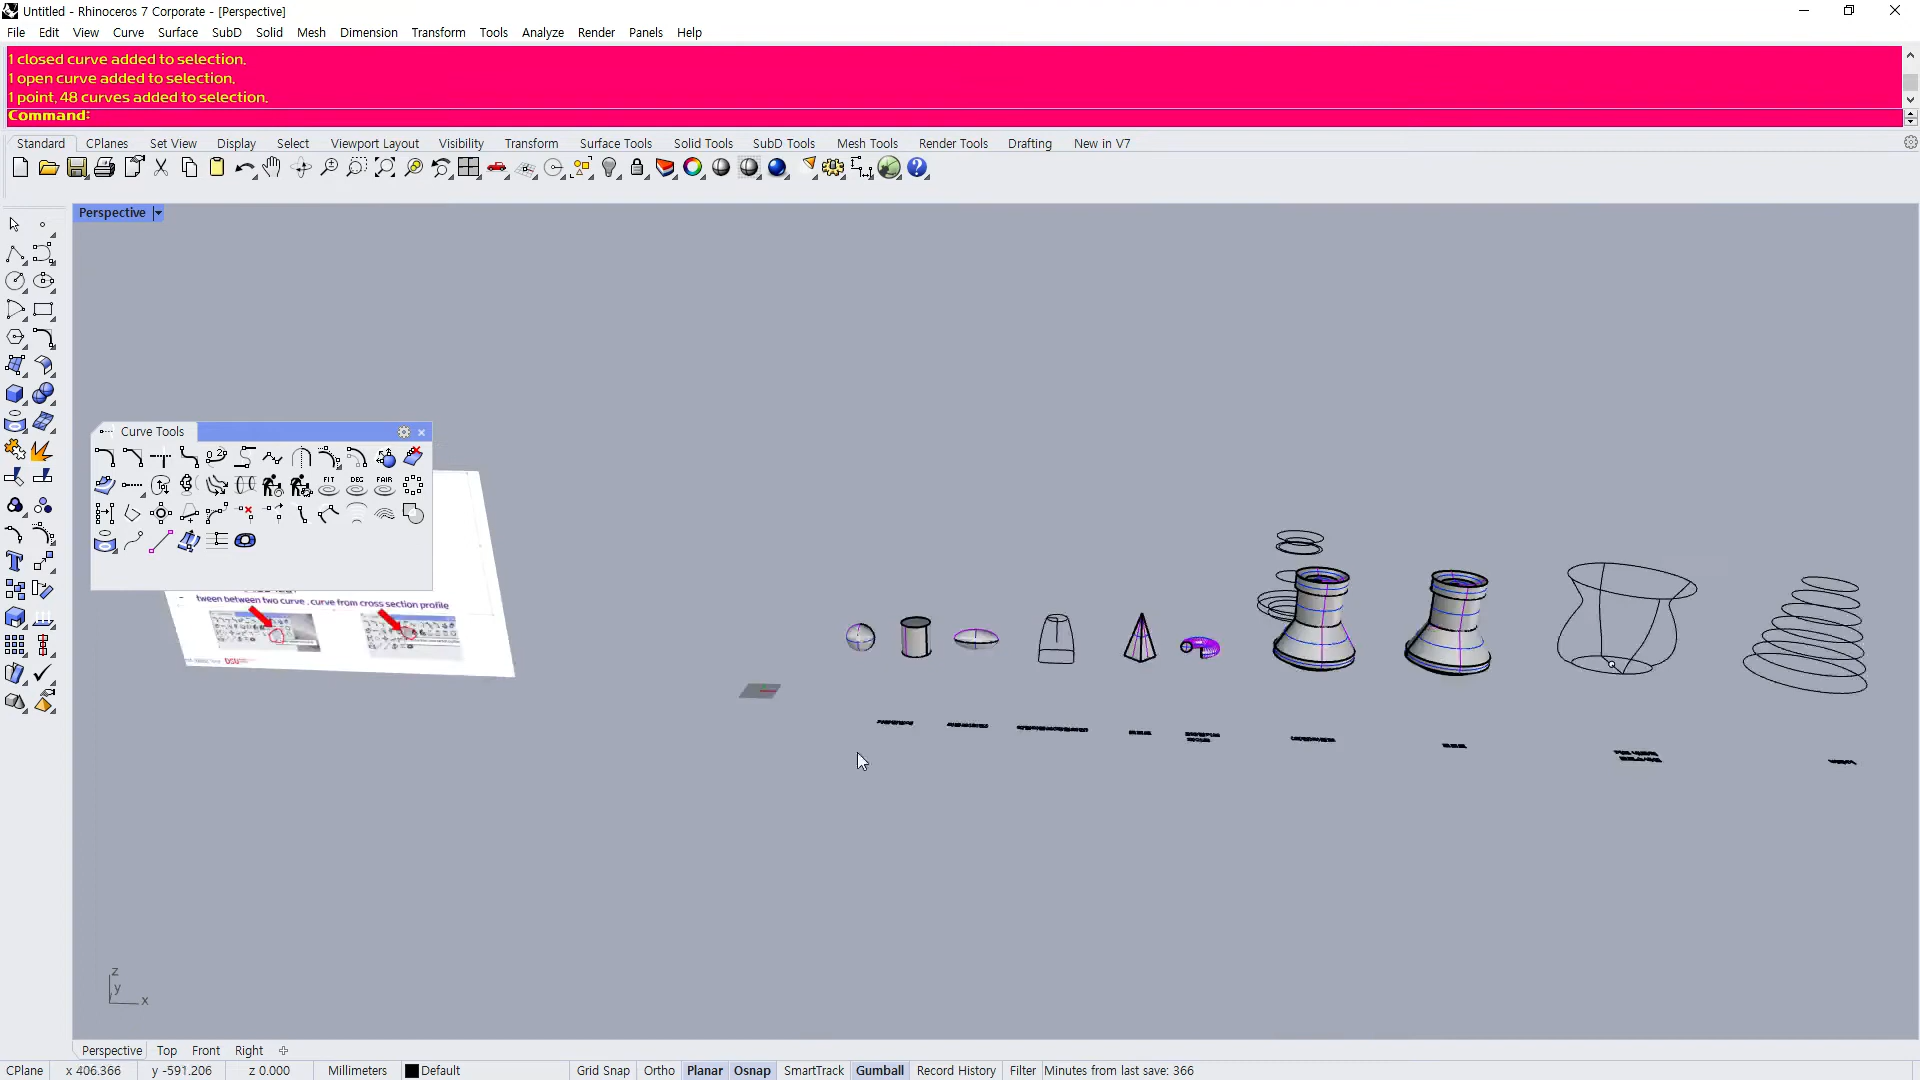 Untitled - Rhinoceros 7 Corporate - [Perspective]
File Edit View Curve Surface SubD Solid Mesh Dimension Transform Tools Analyze Render Panels Help
1 closed curve added to selection.
1 open curve added to selection.
1 point, 48 curves added to selection.
Command:
Standard CPlanes Set View Display Select Viewport Layout Visibility Transform Surface Tools Solid Tools SubD Tools Mesh Tools Render Tools Drafting New in V7
Perspective
Curve Tools
FIT DEG FAIR
tween between two curve , curve from cross section profile
DSU
z
y
x
Perspective Top Front Right
CPlane x 406.366 y -591.206 z 0.000 Millimeters Default Grid Snap Ortho Planar Osnap SmartTrack Gumball Record History Filter Minutes from last save: 366